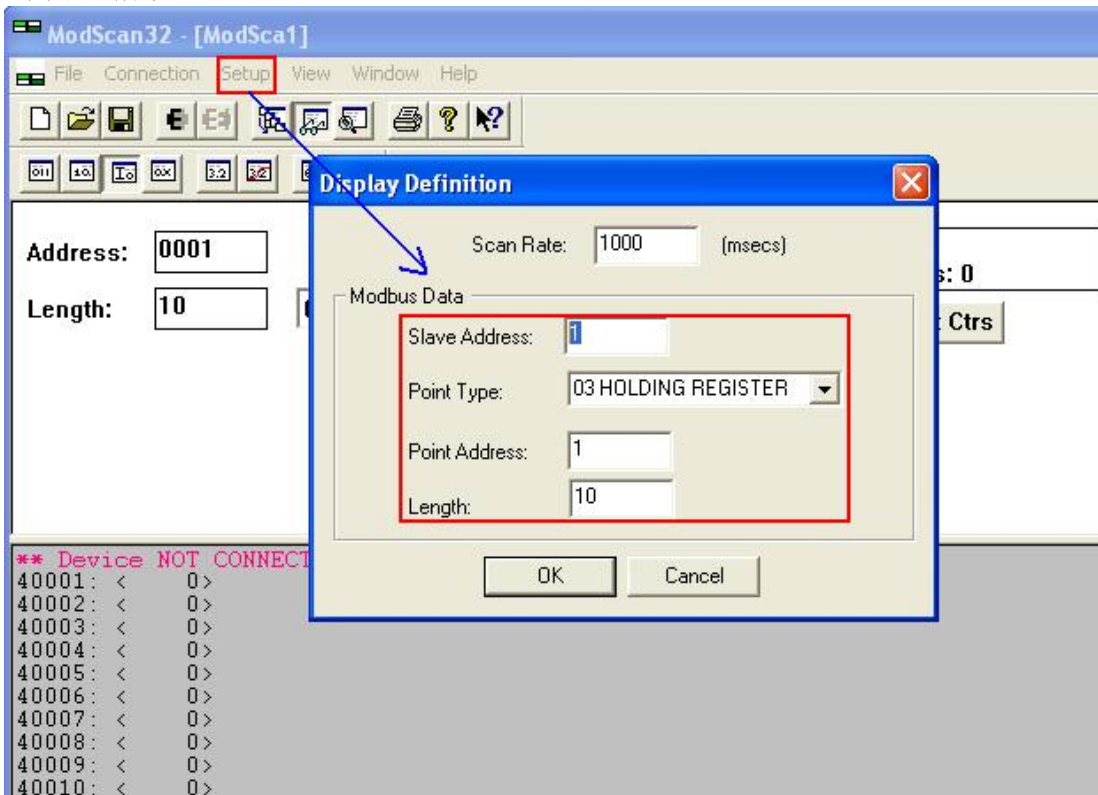 ModScan32 - [ModSca1]
File Connection Setup View Window Help
Display Definition
Address: 0001
Scan Rate: 1000 (msecs)
s: 0
Length: 10
Modbus Data
Ctrs
Slave Address: 1
Point Type: 03 HOLDING REGISTER
Point Address: 1
Length: 10
OK Cancel
** Device NOT CONNECT
40001: < 0>
40002: < 0>
40003: < 0>
40004: < 0>
40005: < 0>
40006: < 0>
40007: < 0>
40008: < 0>
40009: < 0>
40010: < 0>